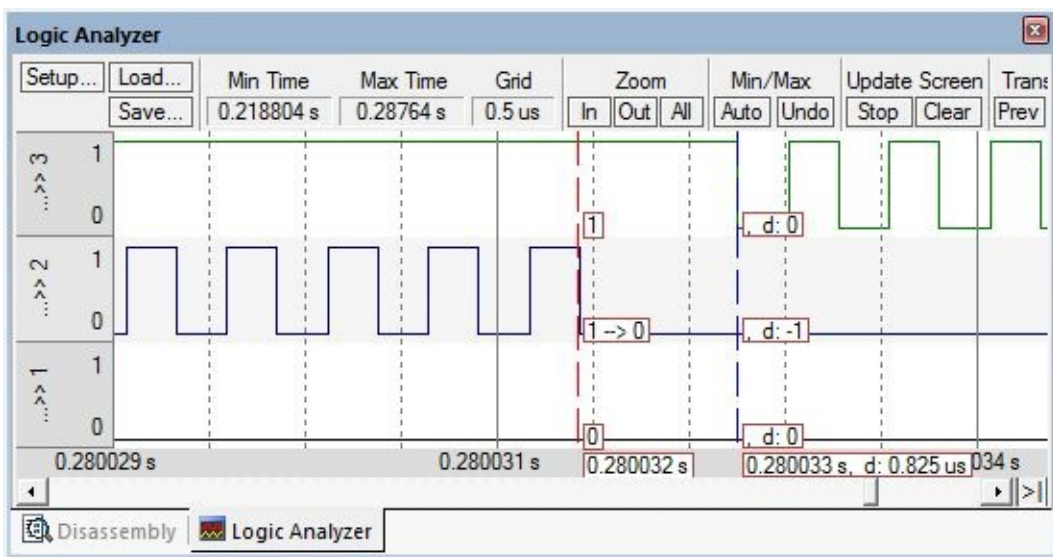 Logic Analyzer
Setup... Load... Min Time Max Time Grid Zoom Min/Max Update Screen Trans
Save... 0.218804 s 0.28764 s 0.5 us In Out All Auto Undo Stop Clear Prev
...>> 3 1 0 1 , d: 0
...>> 2 1 0 1 --> 0 , d: -1
...>> 1 1 0 0 , d: 0
0.280029 s 0.280031 s 0.280032 s 0.280033 s, d: 0.825 us 034 s
>|
Disassembly Logic Analyzer